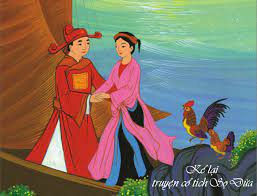 Kể lại
truyện cổ tích Sọ Dừa